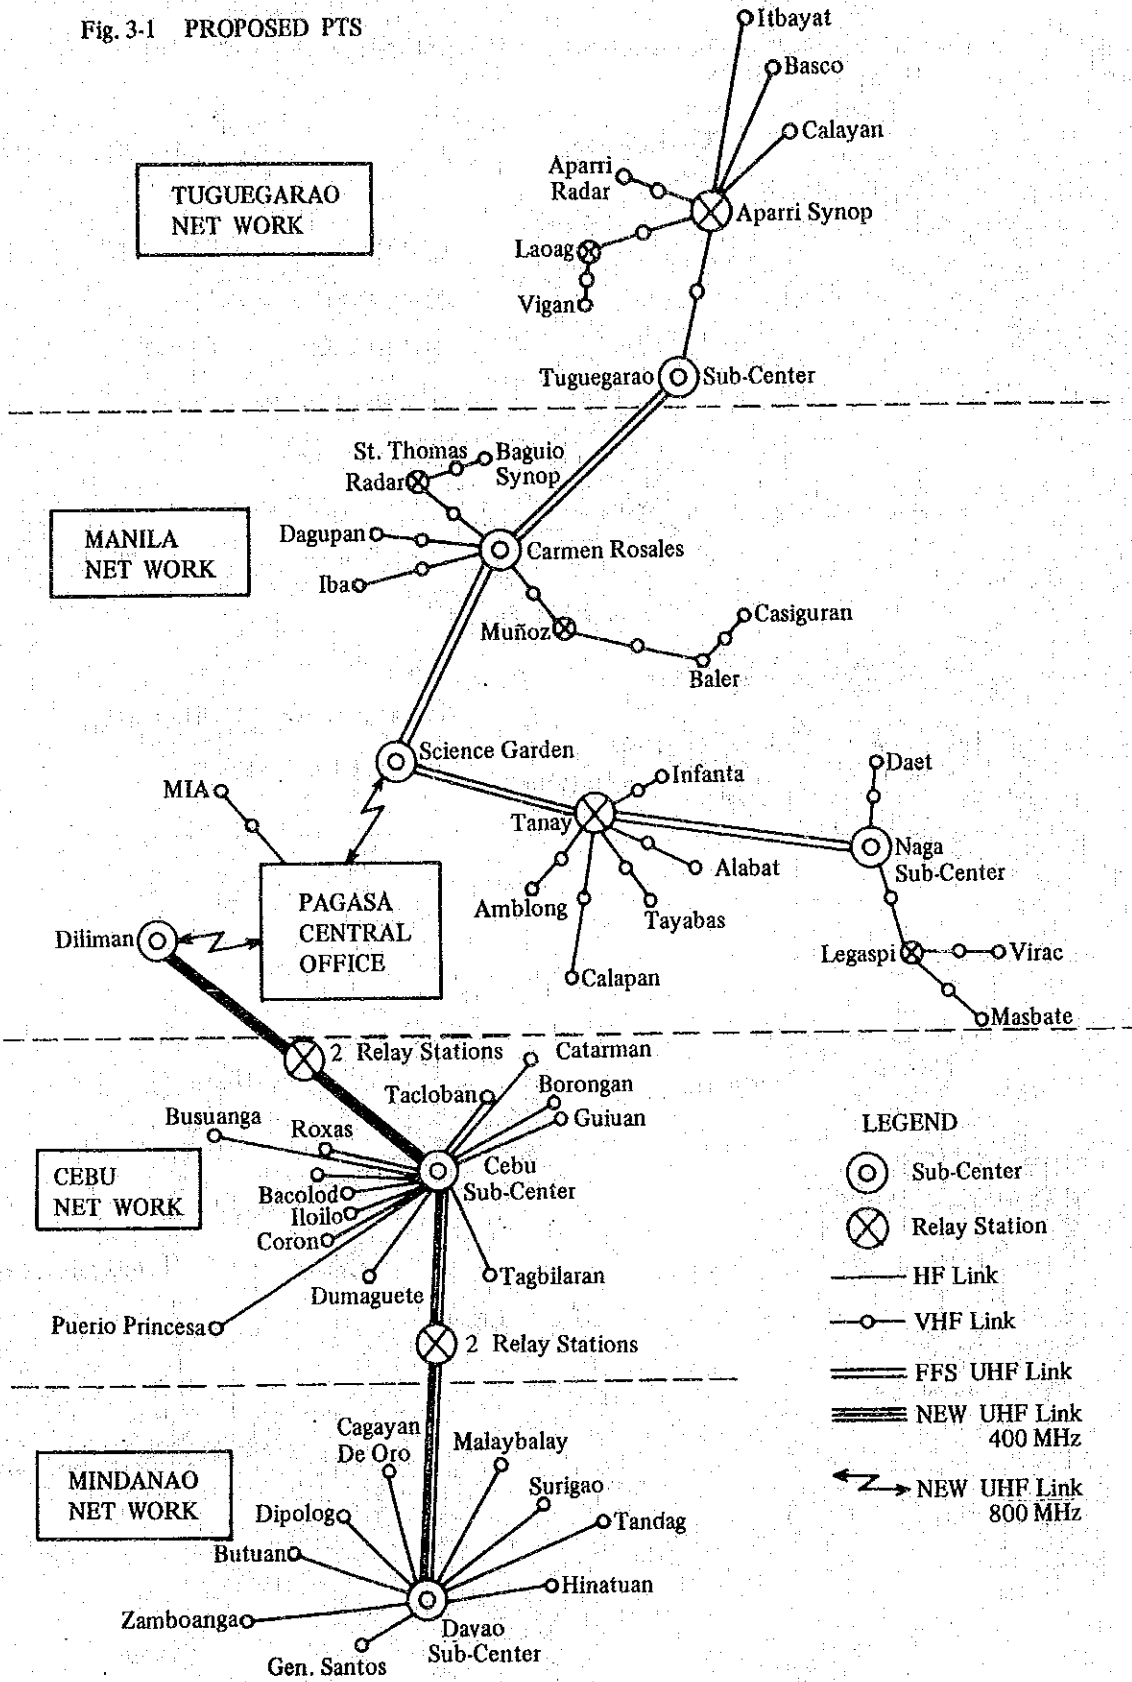 Fig. 3-1 PROPOSED PTS
Itbayat
Basco
Calayan
Aparri
Radar
Aparri Synop
TUGUEGARAO
NET WORK
Laoag
Vigan
Tuguegarao
Sub-Center
St. Thomas
Radar
Baguio
Synop
MANILA
NET WORK
Dagupan
Carmen Rosales
Iba
Casiguran
Muñoz
Baler
Science Garden
MIA
Infanta
Daet
Tanay
Naga
Sub-Center
Alabat
Amblong
Tayabas
PAGASA
CENTRAL
OFFICE
Diliman
Legaspi
Virac
Calapan
Masbate
2 Relay Stations
Catarman
Tacloban
Borongan
Guiuan
Busuanga
Roxas
CEBU
NET WORK
Cebu
Sub-Center
Bacolod
Iloilo
Coron
Dumaguete
Tagbilaran
Puerio Princesa
2 Relay Stations
LEGEND
Sub-Center
Relay Station
HF Link
VHF Link
FFS UHF Link
NEW UHF Link
400 MHz
NEW UHF Link
800 MHz
MINDANAO
NET WORK
Cagayan
De Oro
Malaybalay
Surigao
Dipolog
Tandag
Butuan
Hinatuan
Zamboanga
Davao
Sub-Center
Gen. Santos